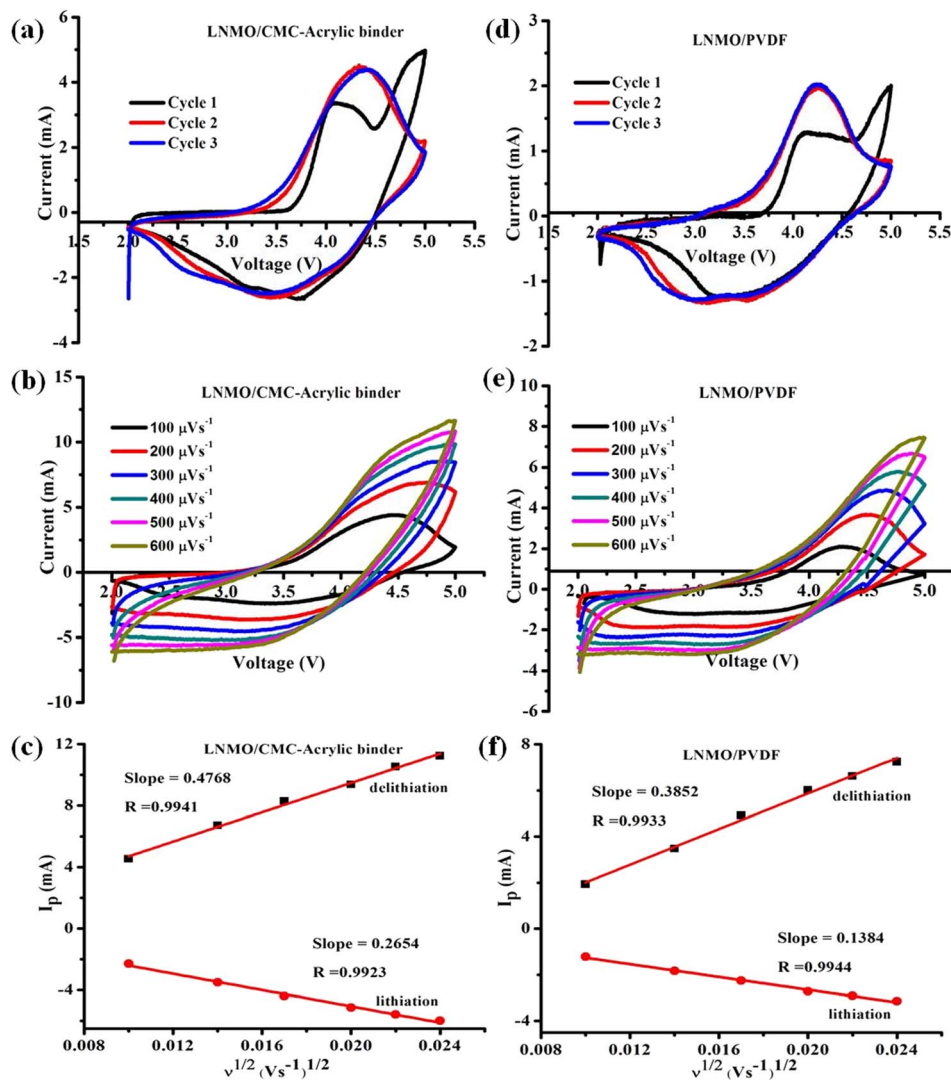 (a)
LNMO/CMC-Acrylic binder
Cycle 1
Cycle 2
Cycle 3
Current (mA)
6
4
2
0
-2
-4
1.5 2.0 2.5 3.0 3.5 4.0 4.5 5.0 5.5
Voltage (V)
(d)
LNMO/PVDF
Cycle 1
Cycle 2
Cycle 3
Current (mA)
3
2
1
0
-1
-2
1.5 2.0 2.5 3.0 3.5 4.0 4.5 5.0 5.5
Voltage (V)
(b)
LNMO/CMC-Acrylic binder
100 μVs⁻¹
200 μVs⁻¹
300 μVs⁻¹
400 μVs⁻¹
500 μVs⁻¹
600 μVs⁻¹
Current (mA)
15
10
5
0
-5
-10
2.0 2.5 3.0 3.5 4.0 4.5 5.0 5.5
Voltage (V)
(e)
LNMO/PVDF
100 μVs⁻¹
200 μVs⁻¹
300 μVs⁻¹
400 μVs⁻¹
500 μVs⁻¹
600 μVs⁻¹
Current (mA)
10
8
6
4
2
0
-2
-4
-6
2.0 2.5 3.0 3.5 4.0 4.5 5.0
Voltage (V)
(c)
LNMO/CMC-Acrylic binder
Slope = 0.4768
R =0.9941
delithiation
Slope = 0.2654
R =0.9923
lithiation
Iₚ (mA)
12
8
4
0
-4
0.008 0.012 0.016 0.020 0.024
ν¹/² (Vs⁻¹)¹/²
(f)
LNMO/PVDF
Slope = 0.3852
R =0.9933
delithiation
Slope = 0.1384
R =0.9944
lithiation
Iₚ (mA)
8
4
0
-4
0.008 0.012 0.016 0.020 0.024
ν¹/² (Vs⁻¹)¹/²